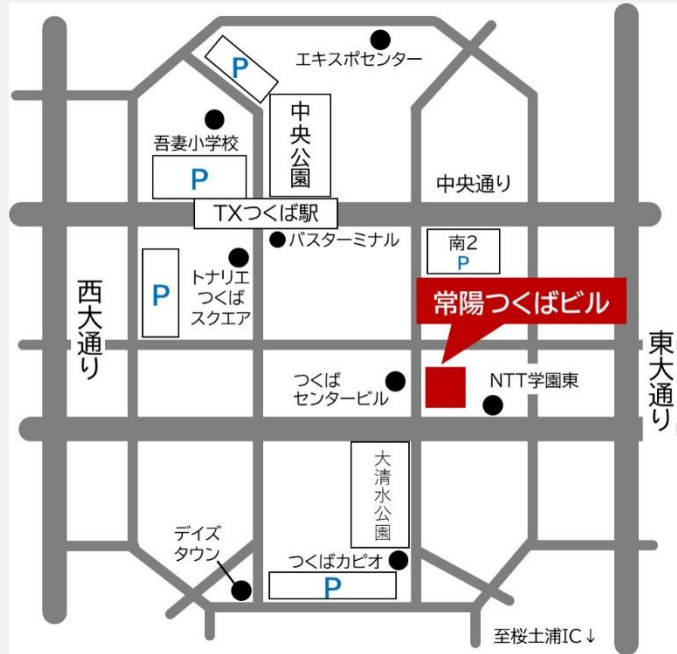 エキスポセンター
P
中央公園
吾妻小学校
P
中央通り
TXつくば駅
バスターミナル
南2
P
トナリエ
つくば
スクエア
P
西大通り
常陽つくばビル
東大通り
つくば
センタービル
NTT学園東
大清水公園
デイズ
タウン
つくばカピオ
P
至桜土浦IC↓